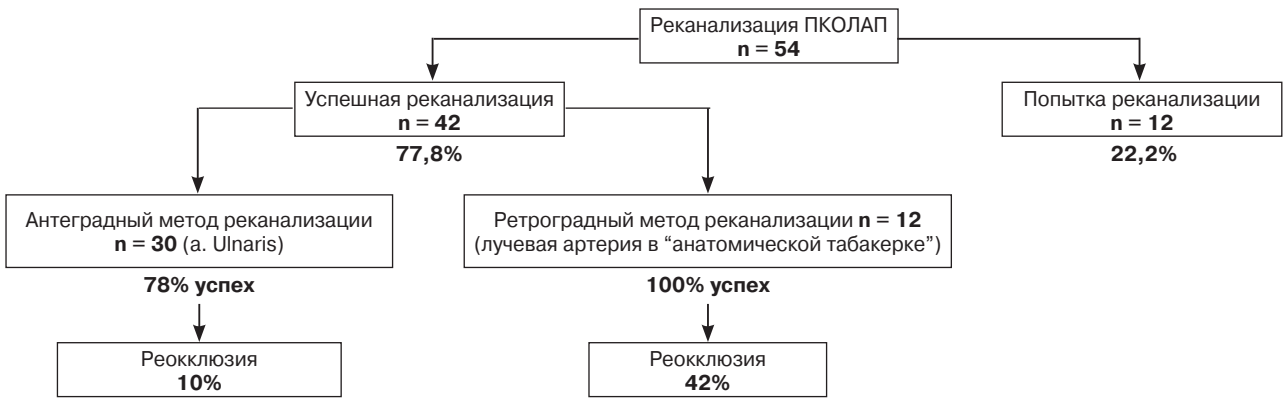 Реканализация ПКОЛАП
n = 54
Успешная реканализация
n = 42
77,8%
Попытка реканализации
n = 12
22,2%
Антеградный метод реканализации
n = 30 (a. Ulnaris)
78% успех
Ретроградный метод реканализации n = 12
(лучевая артерия в “анатомической табакерке”)
100% успех
Реокклюзия
10%
Реокклюзия
42%